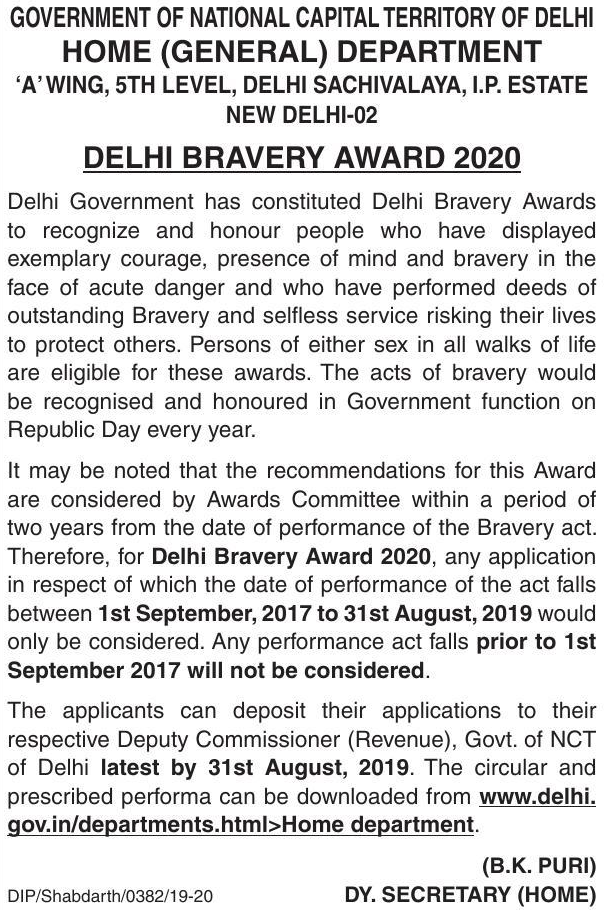 GOVERNMENT OF NATIONAL CAPITAL TERRITORY OF DELHI
HOME (GENERAL) DEPARTMENT
‘A’ WING, 5TH LEVEL, DELHI SACHIVALAYA, I.P. ESTATE
NEW DELHI-02
DELHI BRAVERY AWARD 2020
Delhi Government has constituted Delhi Bravery Awards
to recognize and honour people who have displayed
exemplary courage, presence of mind and bravery in the
face of acute danger and who have performed deeds of
outstanding Bravery and selfless service risking their lives
to protect others. Persons of either sex in all walks of life
are eligible for these awards. The acts of bravery would
be recognised and honoured in Government function on
Republic Day every year.
It may be noted that the recommendations for this Award
are considered by Awards Committee within a period of
two years from the date of performance of the Bravery act.
Therefore, for Delhi Bravery Award 2020, any application
in respect of which the date of performance of the act falls
between 1st September, 2017 to 31st August, 2019 would
only be considered. Any performance act falls prior to 1st
September 2017 will not be considered.
The applicants can deposit their applications to their
respective Deputy Commissioner (Revenue), Govt. of NCT
of Delhi latest by 31st August, 2019. The circular and
prescribed performa can be downloaded from www.delhi.
gov.in/departments.html>Home department.
(B.K. PURI)
DIP/Shabdarth/0382/19-20 DY. SECRETARY (HOME)